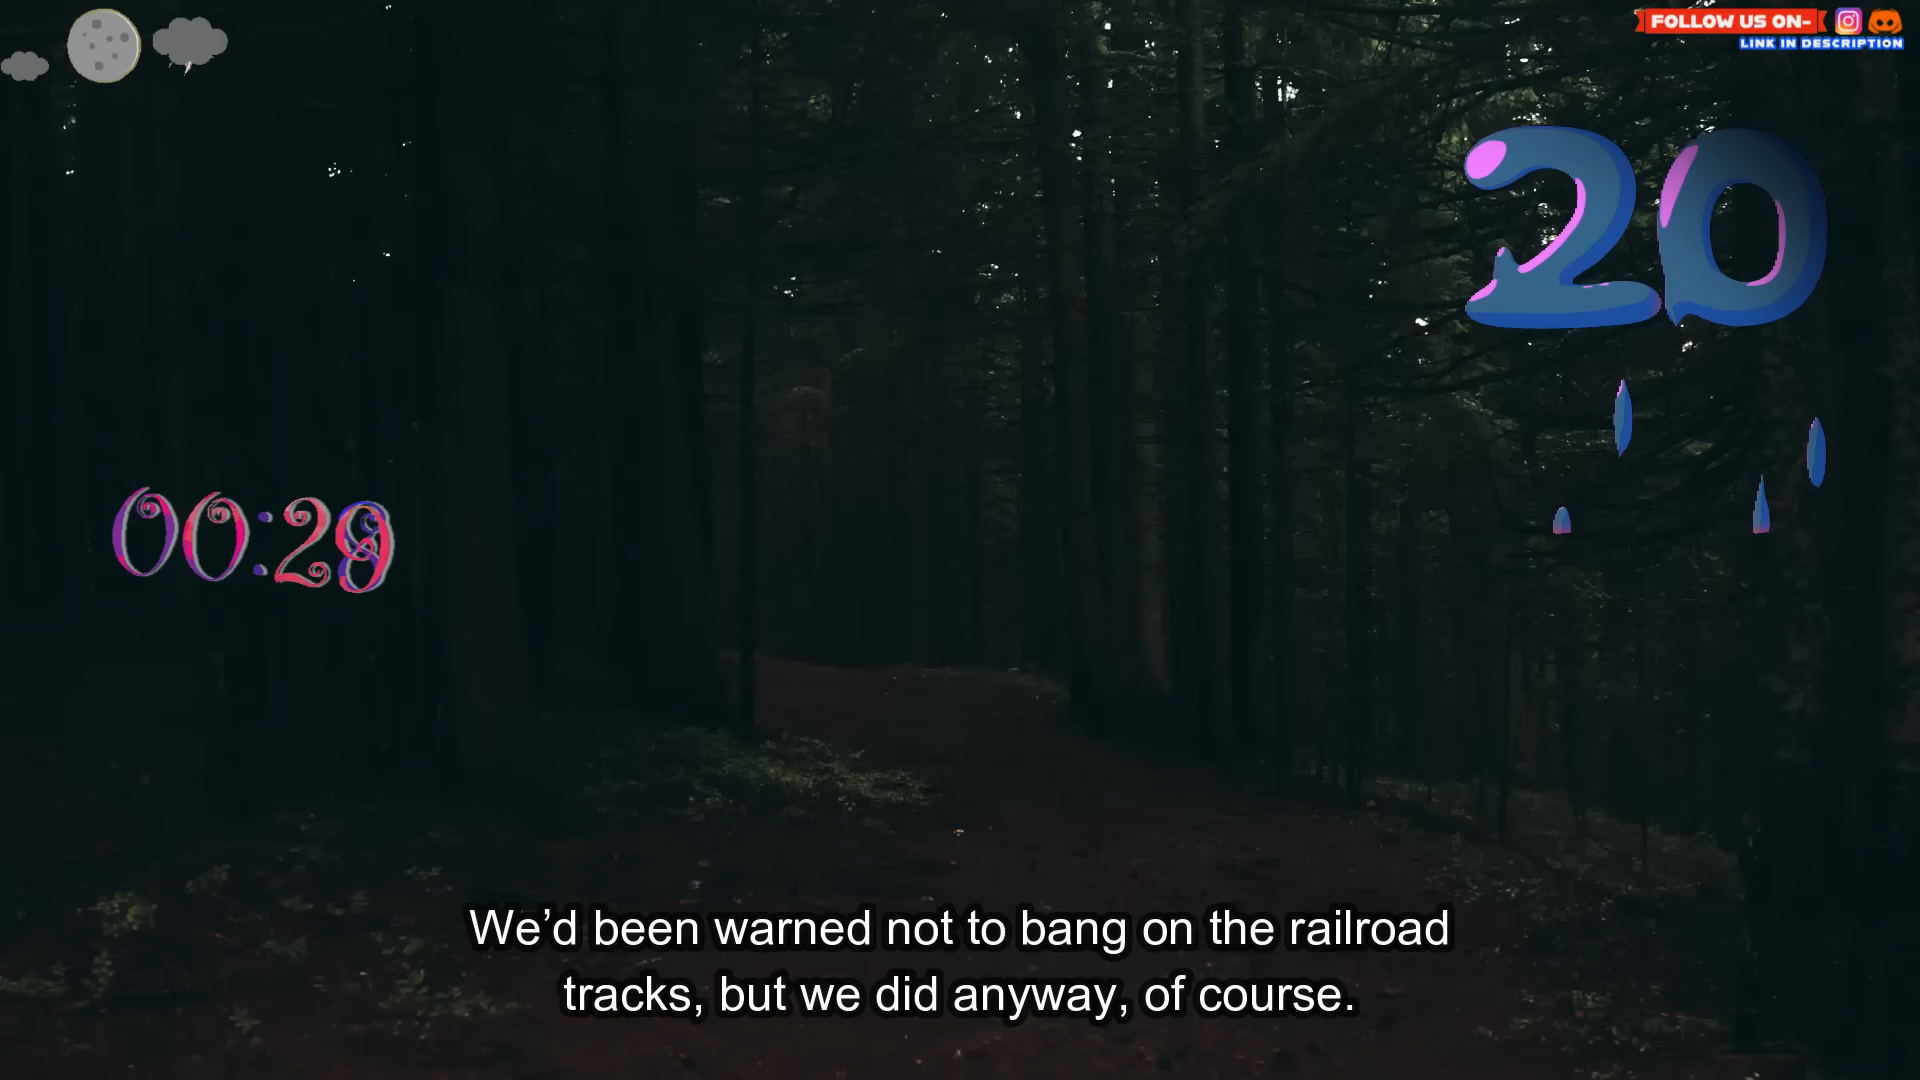 FOLLOW US ON-
LINK IN DESCRIPTION
20
00:2
We’d been warned not to bang on the railroad
tracks, but we did anyway, of course.